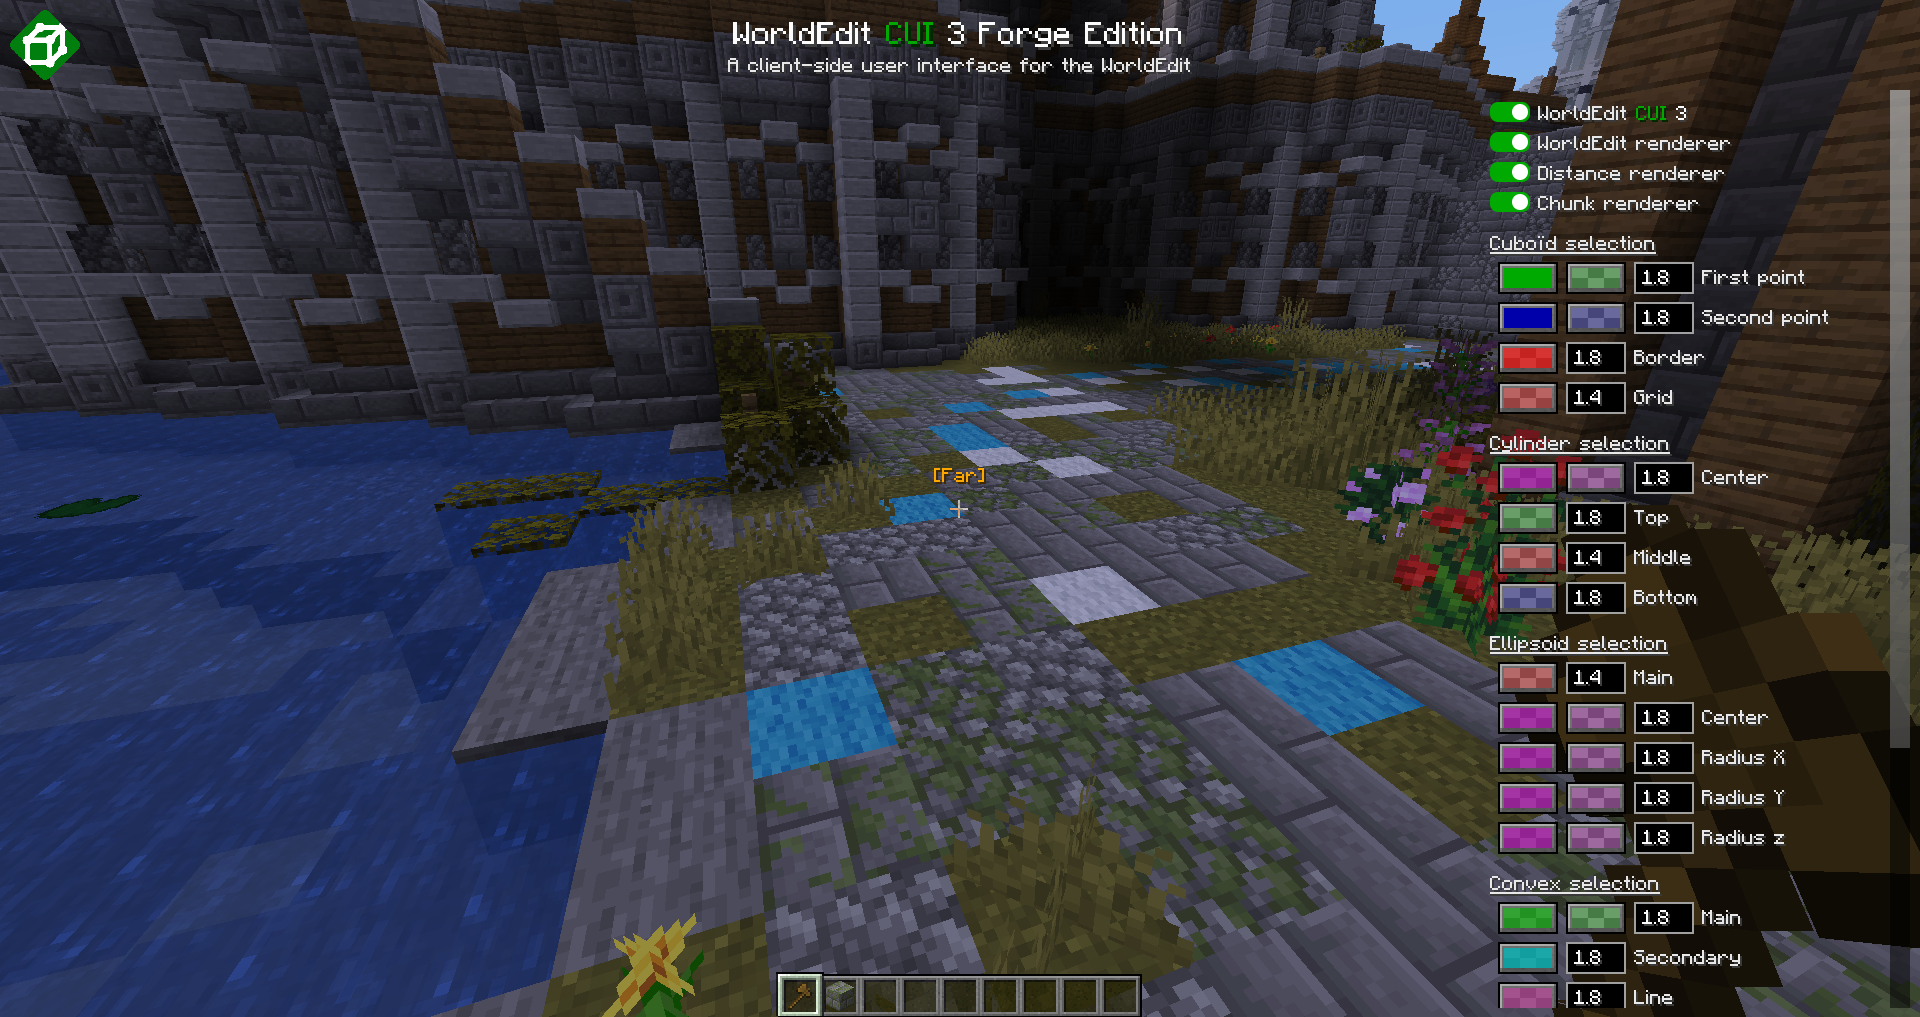 WorldEdit CUI 3 Forge Edition
A client-side user interface for the WorldEdit
WorldEdit CUI 3
WorldEdit renderer
Distance renderer
Chunk renderer
Cuboïd selection
1.8 First point
1.8 Second point
1.8 Border
1.4 Grid
Cylinder selection
1.8 Center
1.8 Top
1.4 Middle
1.8 Bottom
Ellipsoid selection
1.4 Main
1.8 Center
1.8 Radius X
1.8 Radius Y
1.8 Radius z
Convex selection
1.8 Main
1.8 Secondary
1.8 Line
[Far]